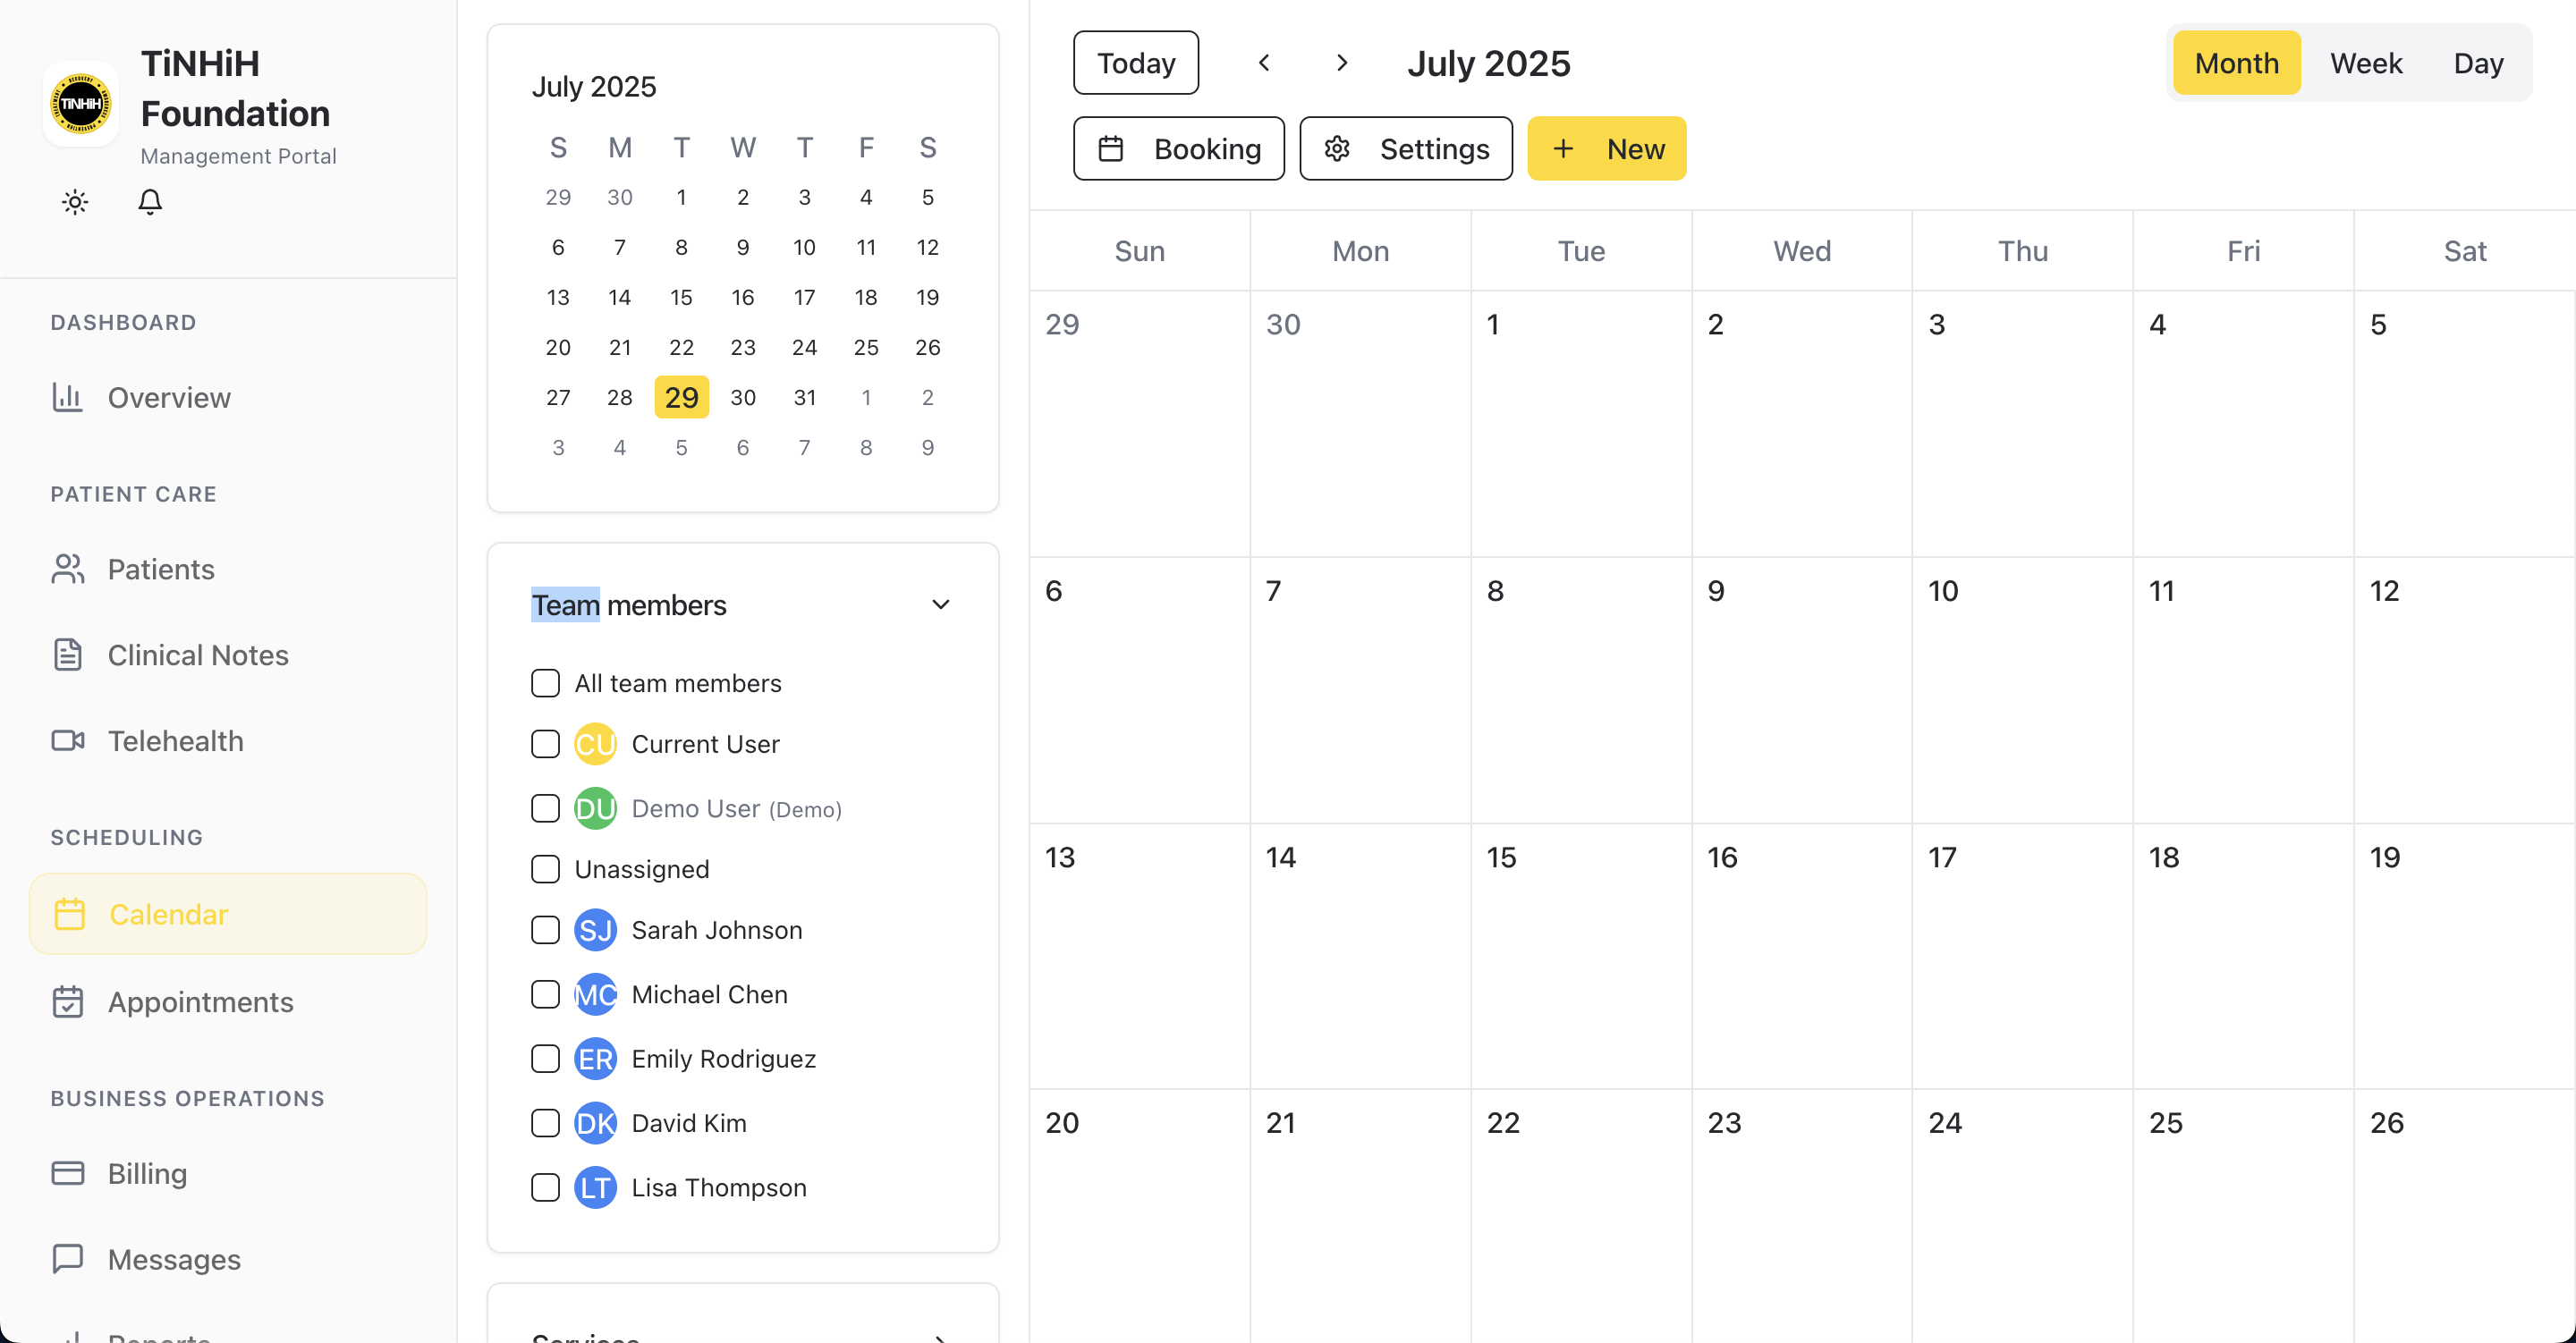 TiNHiH
Foundation
Management Portal
TiNHiH
DASHBOARD
Overview
PATIENT CARE
Patients
Clinical Notes
Telehealth
SCHEDULING
Calendar
Appointments
BUSINESS OPERATIONS
Billing
Messages
Reports
July 2025
S M T W T F S
29 30 1 2 3 4 5
6 7 8 9 10 11 12
13 14 15 16 17 18 19
20 21 22 23 24 25 26
27 28 29 30 31 1 2
3 4 5 6 7 8 9
Team members
All team members
CU Current User
DU Demo User (Demo)
Unassigned
SJ Sarah Johnson
MC Michael Chen
ER Emily Rodriguez
DK David Kim
LT Lisa Thompson
Services
Today July 2025 Month Week Day
Booking Settings New
Sun Mon Tue Wed Thu Fri Sat
29 30 1 2 3 4 5
6 7 8 9 10 11 12
13 14 15 16 17 18 19
20 21 22 23 24 25 26